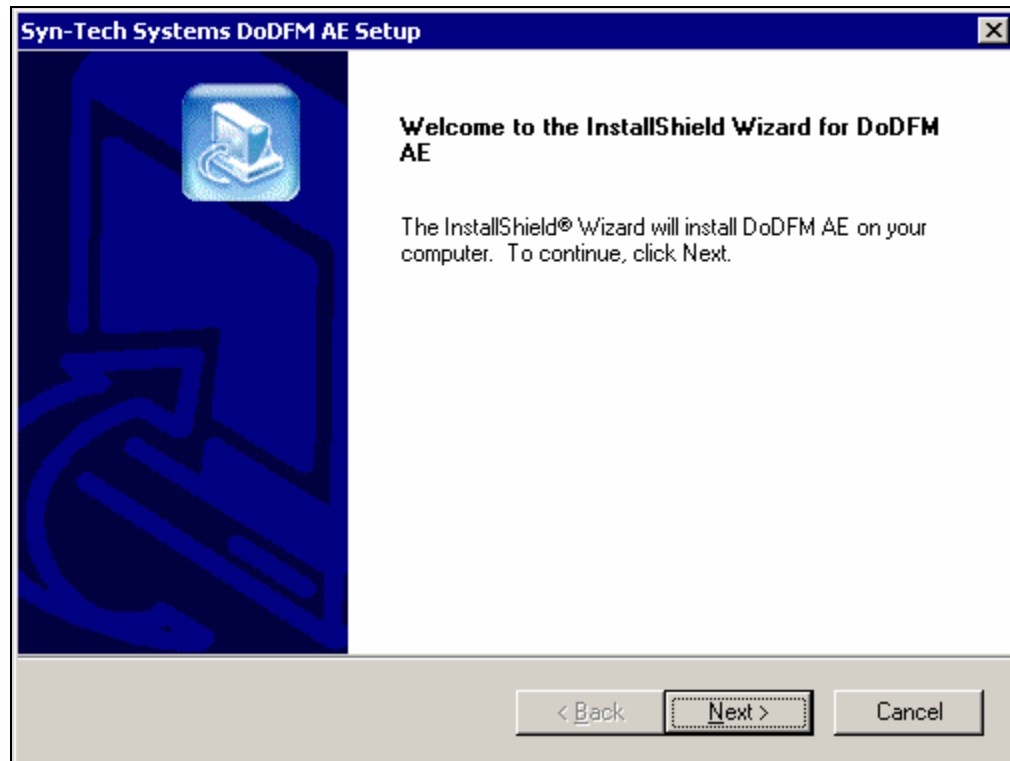 Syn-Tech Systems DoDFM AE Setup
Welcome to the InstallShield Wizard for DoDFM
AE
The InstallShield® Wizard will install DoDFM AE on your
computer. To continue, click Next.
< Back
Next >
Cancel